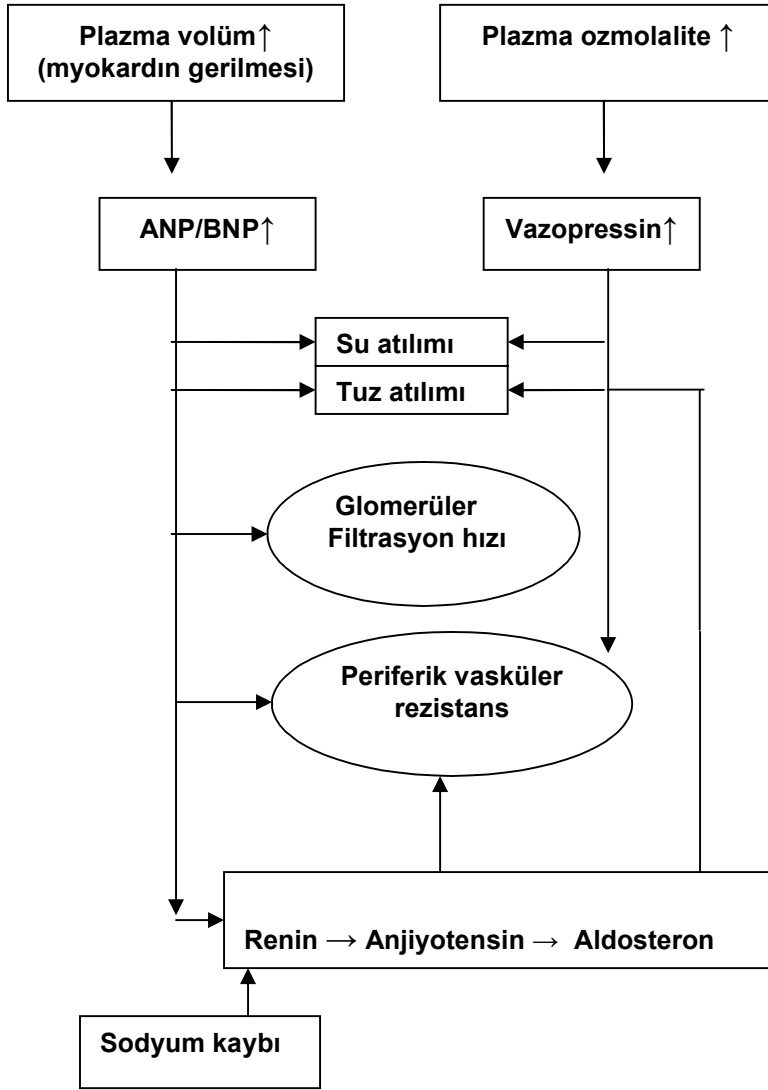 Plazma volüm↑
(myokardın gerilmesi)
Plazma ozmolalite ↑
ANP/BNP↑
Vazopressin↑
Su atılımı
Tuz atılımı
Glomerüler
Filtrasyon hızı
Periferik vasküler
rezistans
Renin → Anjiyotensin → Aldosteron
Sodyum kaybı